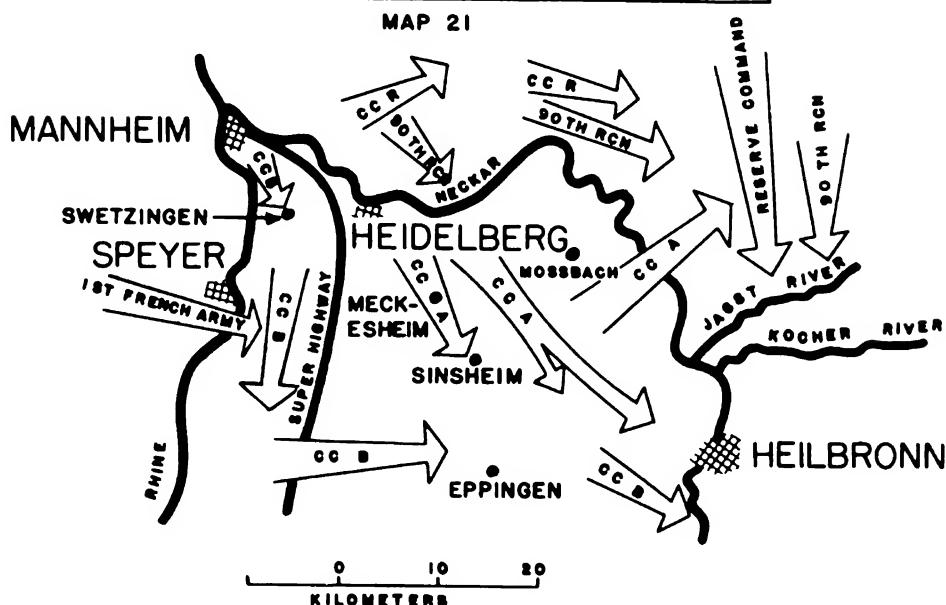 MAP 21
MANNHEIM
CC B
SWETZINGEN
SPEYER
1ST FRENCH ARMY
CC B
SUPER HIGHWAY
RHINE
CC R
90TH
NECKAR
CC R
90TH RCN
RESERVE COMMAND
90 TH RCN
HEIDELBERG
MOSSBACH
CC A
JAGST RIVER
KOCHER RIVER
MECK-
ESHEIM
CC A
SINSHEIM
CC B
EPPINGEN
CC B
HEILBRONN
0 10 20
KILOMETERS